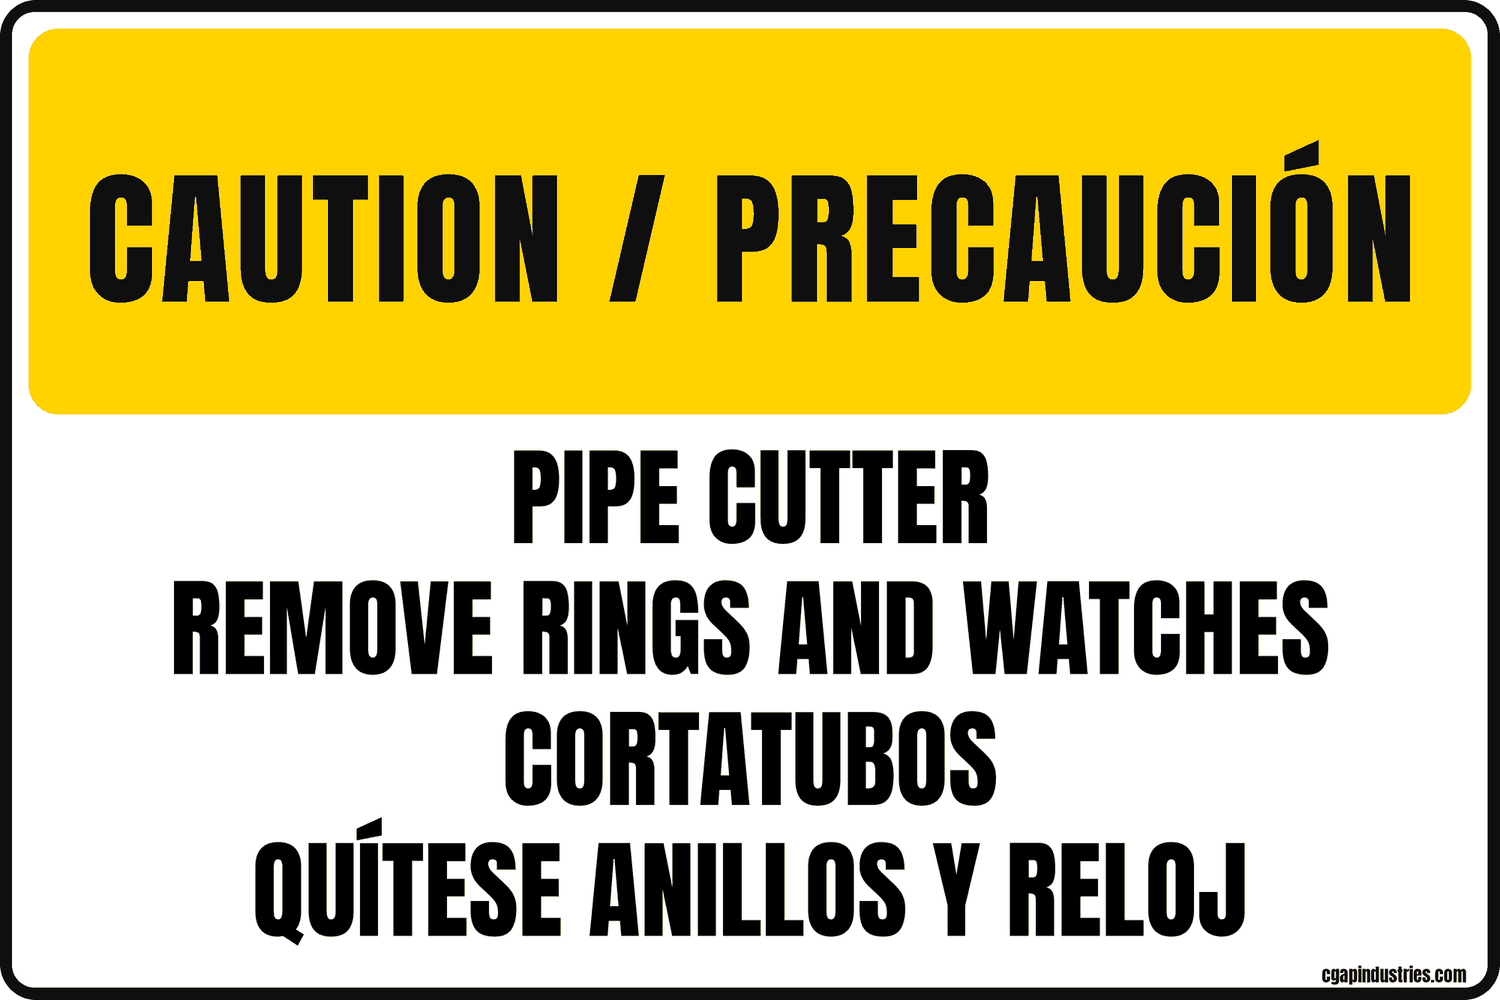 CAUTION / PRECAUCIÓN
PIPE CUTTER
REMOVE RINGS AND WATCHES
CORTATUBOS
QUÍTESE ANILLOS Y RELOJ
cgapindustries.com